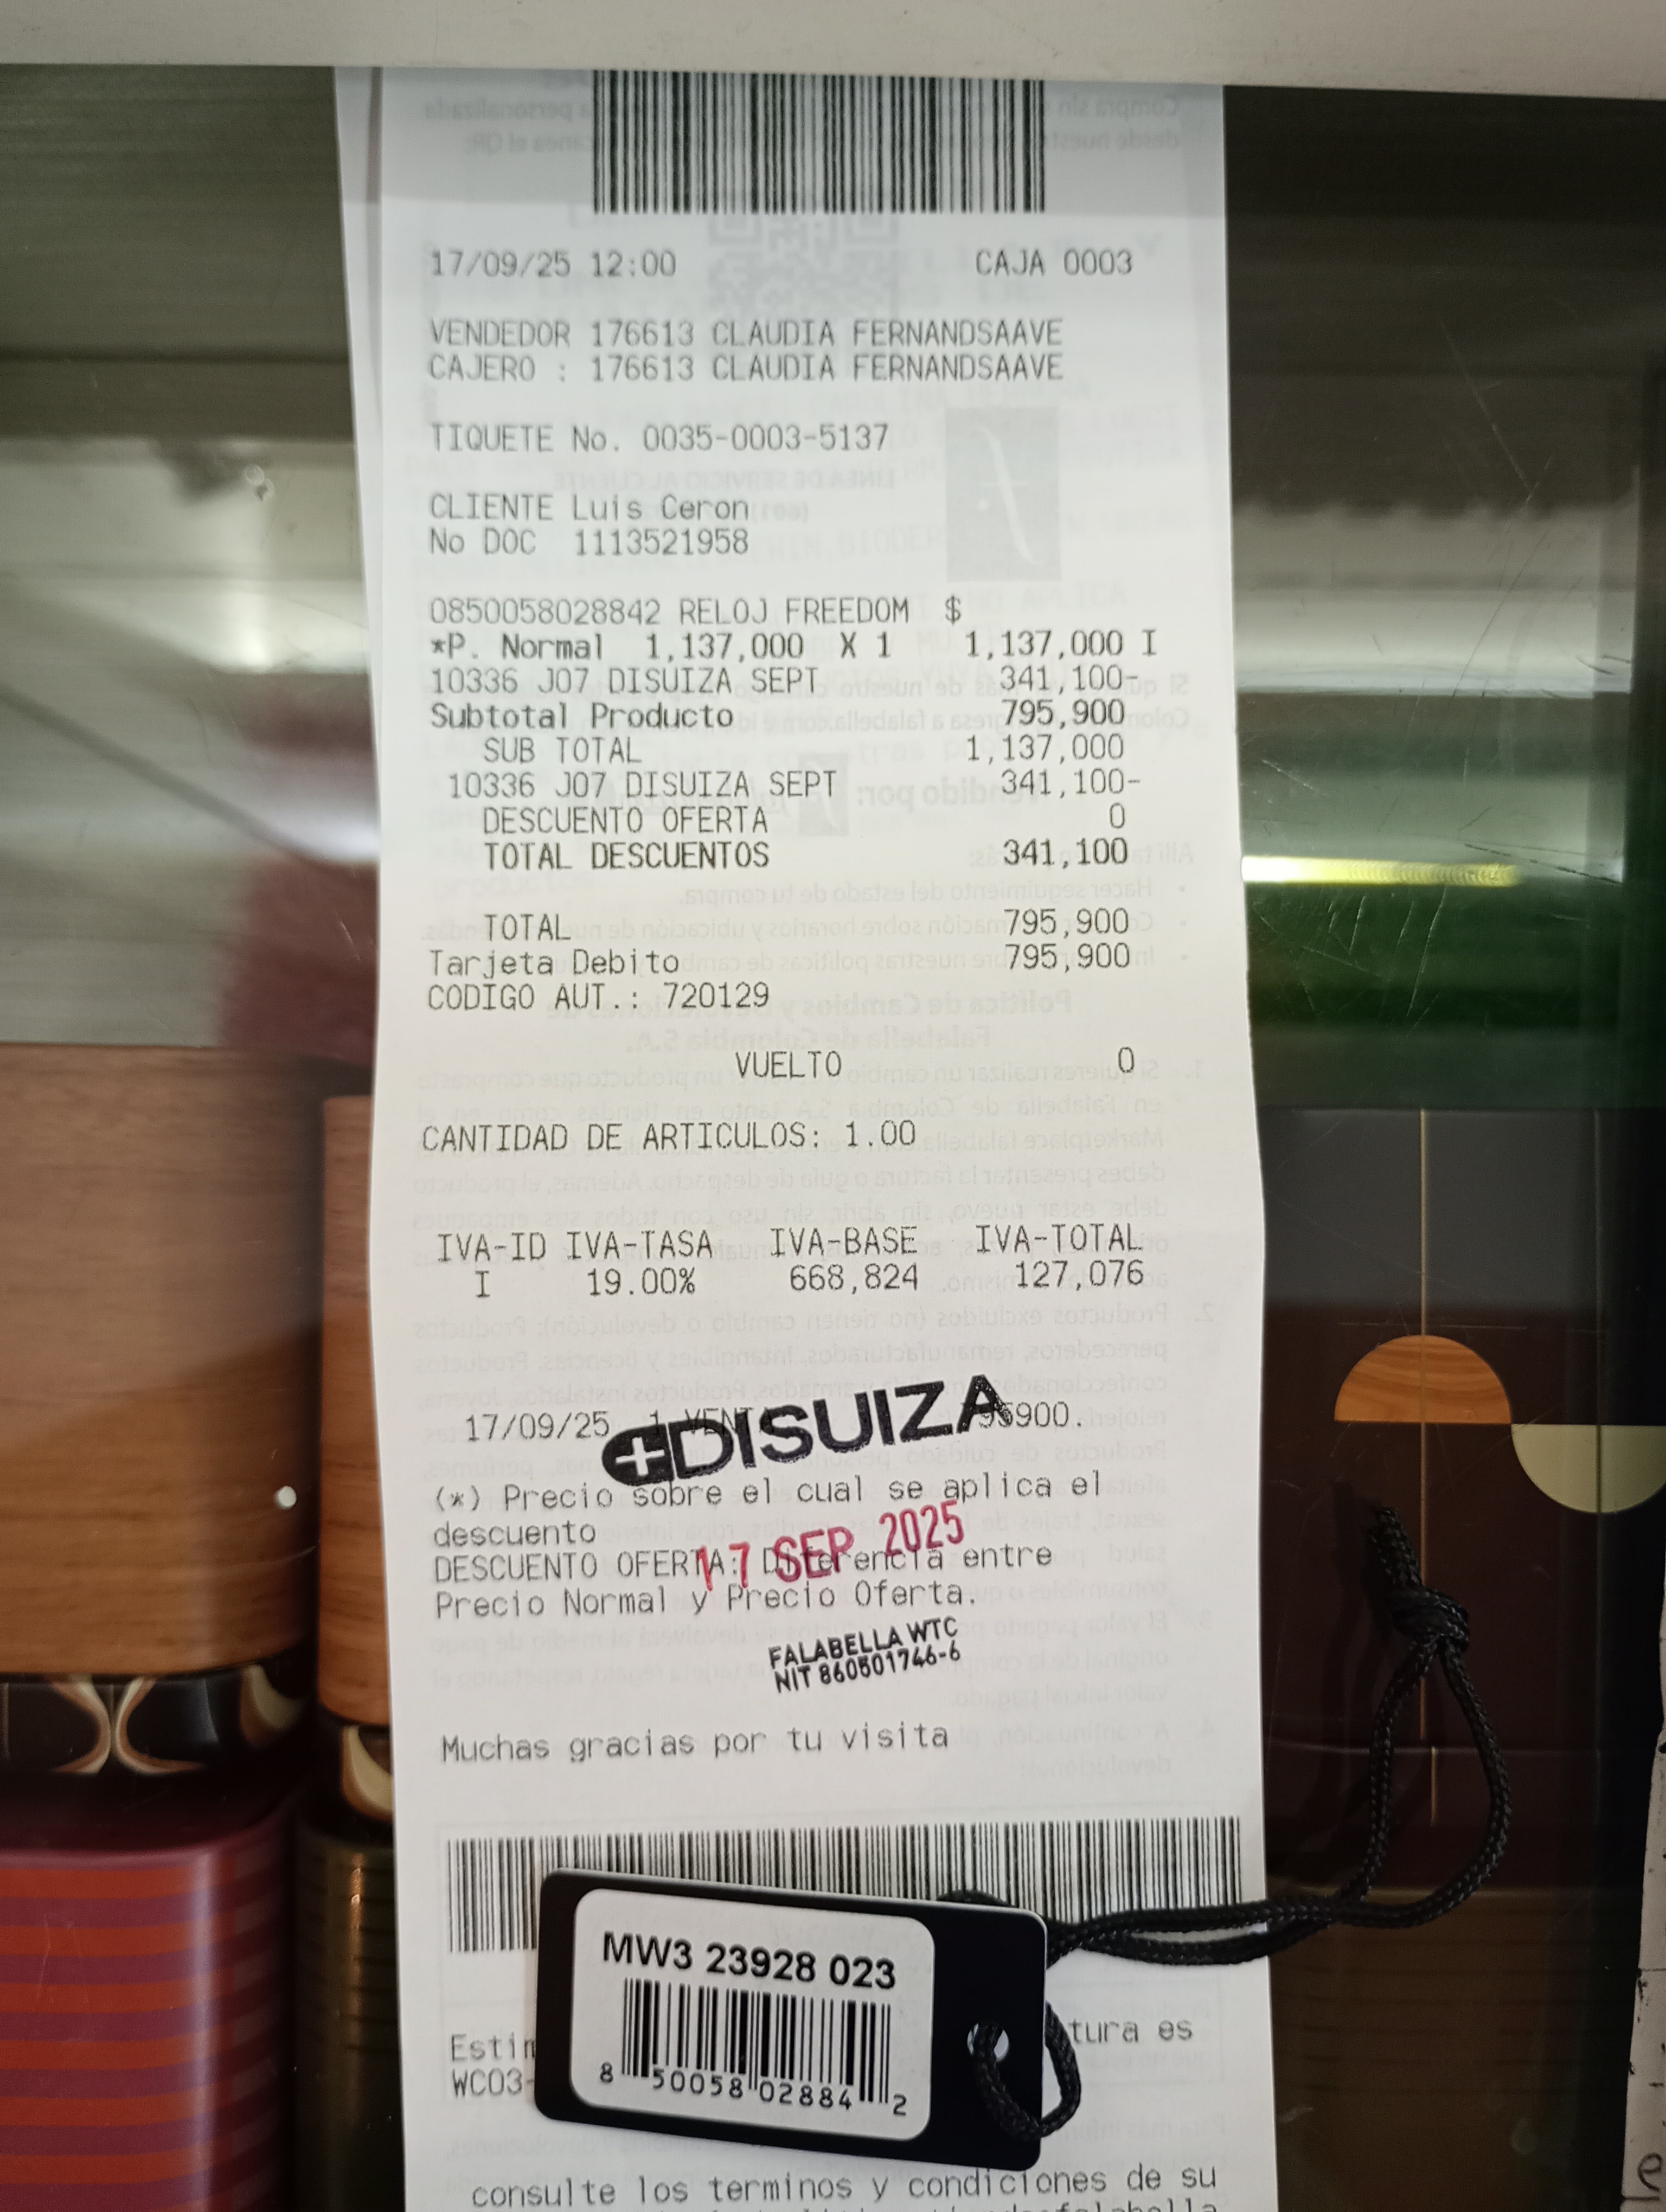 17/09/25 12:00 CAJA 0003
VENDEDOR 176613 CLAUDIA FERNANDSAAVE
CAJERO : 176613 CLAUDIA FERNANDSAAVE
TIQUETE No. 0035-0003-5137
CLIENTE Luis Ceron
No DOC 1113521958
0850058028842 RELOJ FREEDOM $
*P. Normal 1,137,000 X 1 1,137,000 I
10336 J07 DISUIZA SEPT 341,100-
Subtotal Producto 795,900
SUB TOTAL 1,137,000
10336 J07 DISUIZA SEPT 341,100-
DESCUENTO OFERTA 0
TOTAL DESCUENTOS 341,100
TOTAL 795,900
Tarjeta Debito 795,900
CODIGO AUT.: 720129
VUELTO 0
CANTIDAD DE ARTICULOS: 1.00
IVA-ID IVA-TASA IVA-BASE IVA-TOTAL
I 19.00% 668,824 127,076
17/09/25 1 795900.
DISUIZA
(*) Precio sobre el cual se aplica el
descuento
17 SEP 2025
DESCUENTO OFERTA: Diferencia entre
Precio Normal y Precio Oferta.
FALABELLA WTC
NIT 860501746-6
Muchas gracias por tu visita
MW3 23928 023
8 50058 02884 2
tura es
WC03-
consulte los terminos y condiciones de su